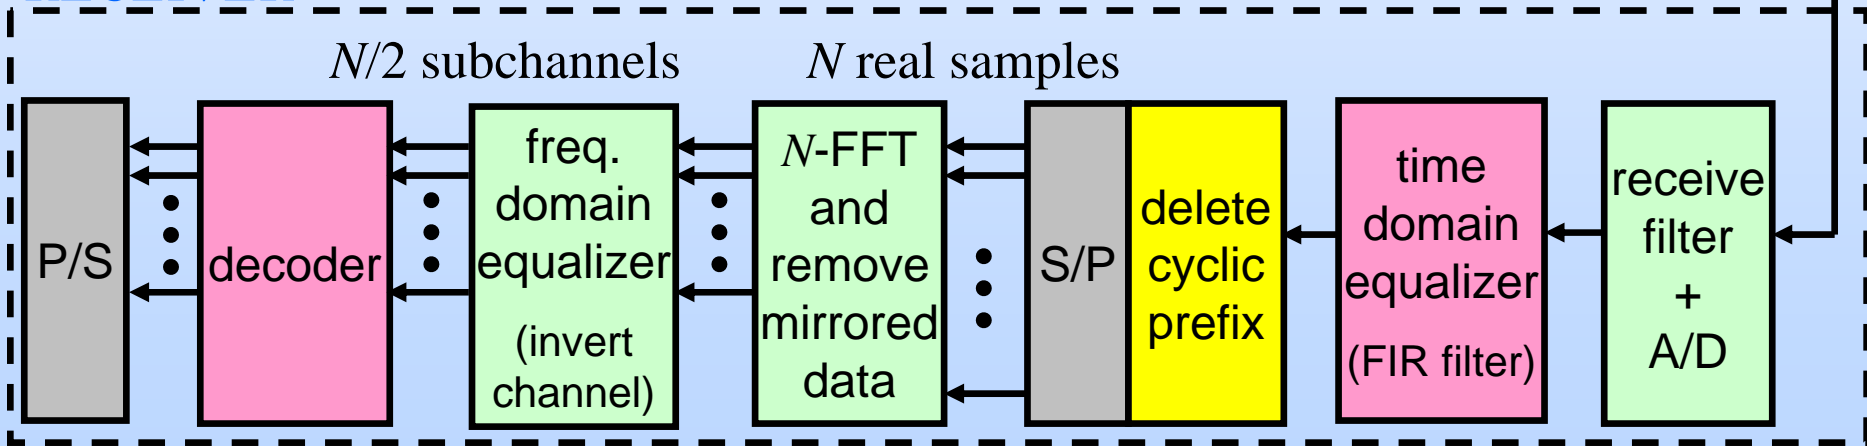 RECEIVER
N/2 subchannels
N real samples
P/S
decoder
freq.
domain
equalizer
(invert
channel)
N-FFT
and
remove
mirrored
data
S/P
delete
cyclic
prefix
time
domain
equalizer
(FIR filter)
receive
filter
+
A/D